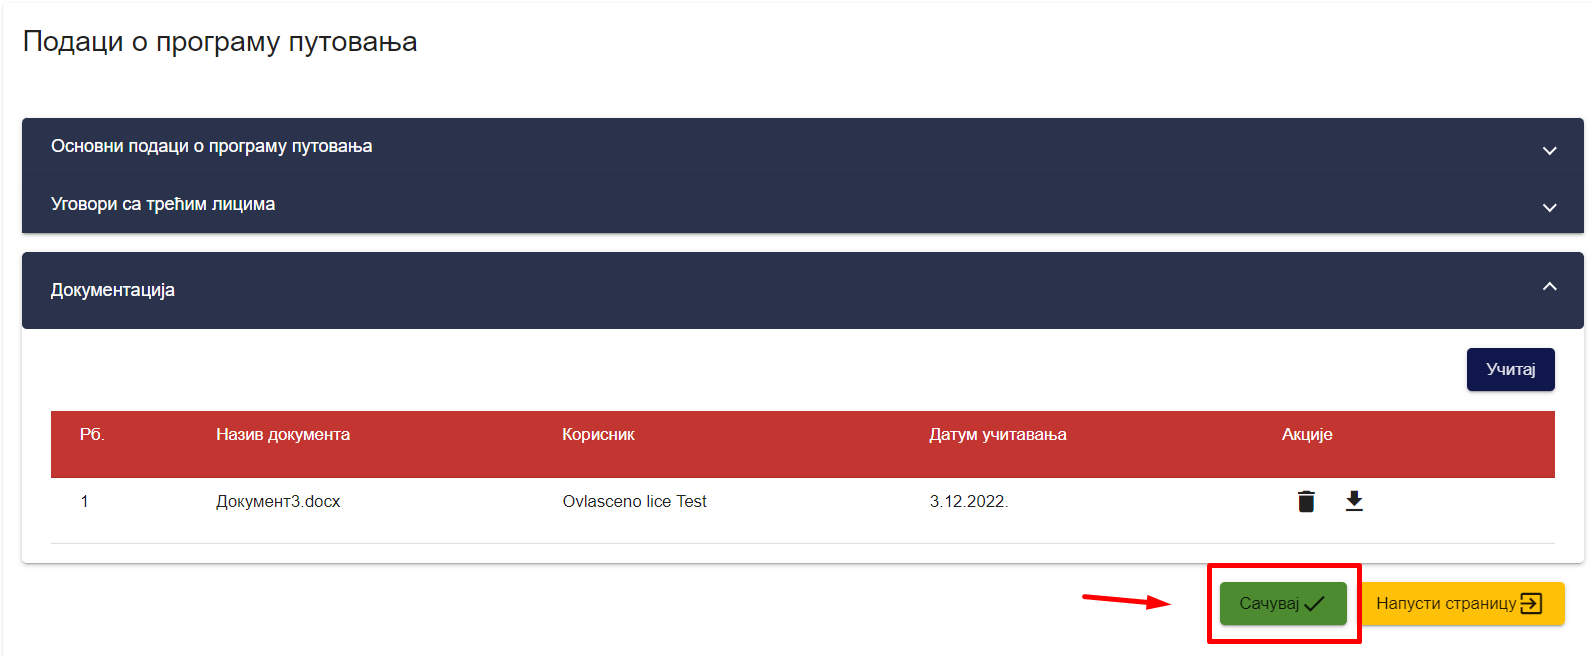 Подаци о програму путовања
Основни подаци о програму путовања
Уговори са трећим лицима
Документација
Учитај
Рб. Назив документа Корисник Датум учитавања Акције
1 Документ3.docx Ovlasceno lice Test 3.12.2022.
Сачувај Напусти страницу